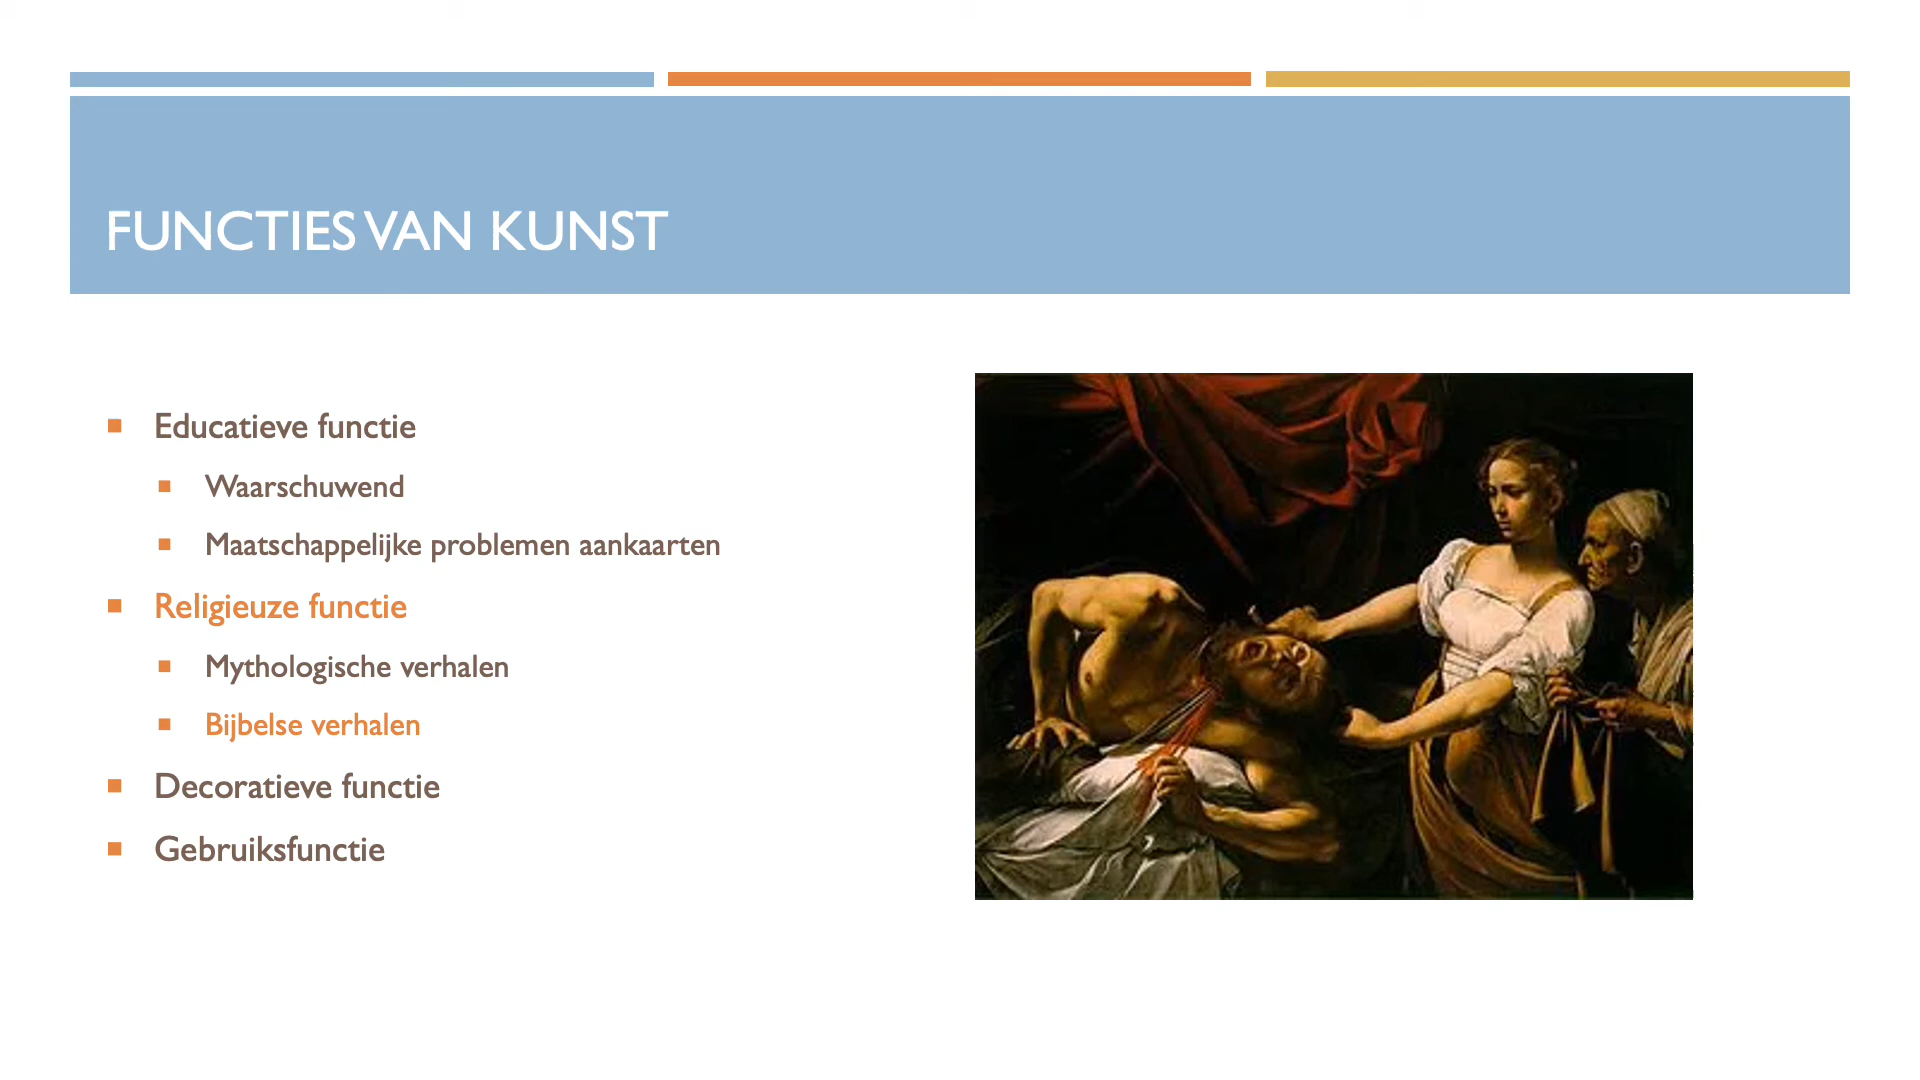 FUNCTIES VAN KUNST
Educatieve functie
Waarschuwend
Maatschappelijke problemen aankaarten
Religieuze functie
Mythologische verhalen
Bijbelse verhalen
Decoratieve functie
Gebruiksfunctie